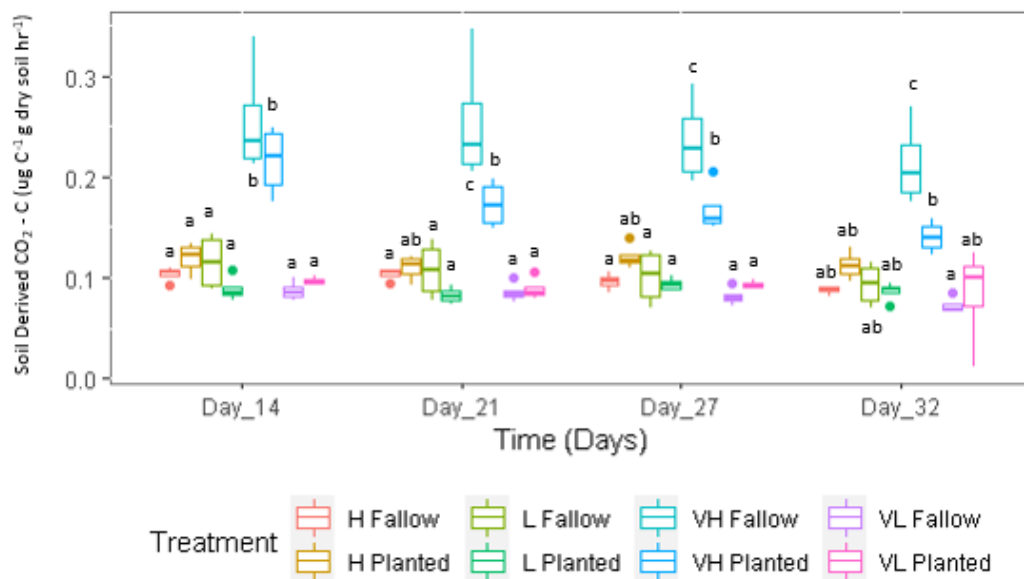 Soil Derived CO₂ - C (ug C⁻¹ g dry soil hr⁻¹)
0.3
0.2
0.1
0.0
a a a a b b a a
a ab a a c b a a
a ab a a c b a a
ab ab ab ab c b a ab
Day_14 Day_21 Day_27 Day_32
Time (Days)
Treatment
H Fallow L Fallow VH Fallow VL Fallow
H Planted L Planted VH Planted VL Planted